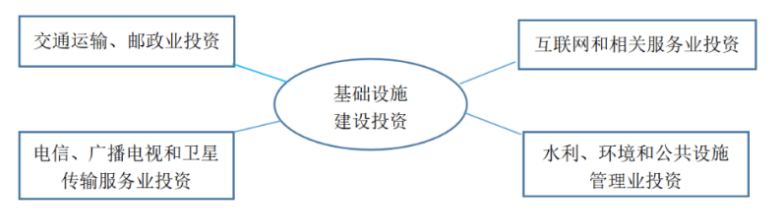 交通运输、邮政业投资
互联网和相关服务业投资
基础设施
建设投资
电信、广播电视和卫星
传输服务业投资
水利、环境和公共设施
管理业投资